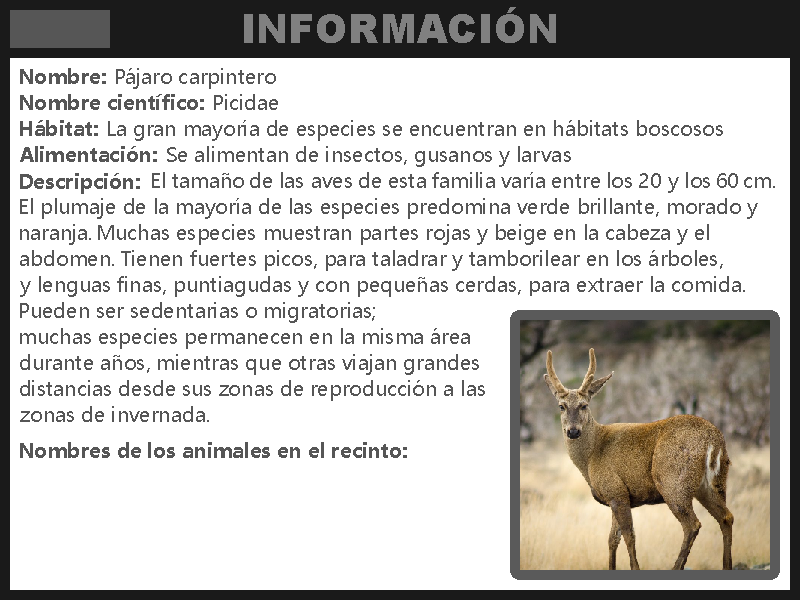 INFORMACIÓN
Nombre: Pájaro carpintero
Nombre científico: Picidae
Hábitat: La gran mayoría de especies se encuentran en hábitats boscosos
Alimentación: Se alimentan de insectos, gusanos y larvas
Descripción: El tamaño de las aves de esta familia varía entre los 20 y los 60 cm.
El plumaje de la mayoría de las especies predomina verde brillante, morado y
naranja. Muchas especies muestran partes rojas y beige en la cabeza y el
abdomen. Tienen fuertes picos, para taladrar y tamborilear en los árboles,
y lenguas finas, puntiagudas y con pequeñas cerdas, para extraer la comida.
Pueden ser sedentarias o migratorias;
muchas especies permanecen en la misma área
durante años, mientras que otras viajan grandes
distancias desde sus zonas de reproducción a las
zonas de invernada.
Nombres de los animales en el recinto: